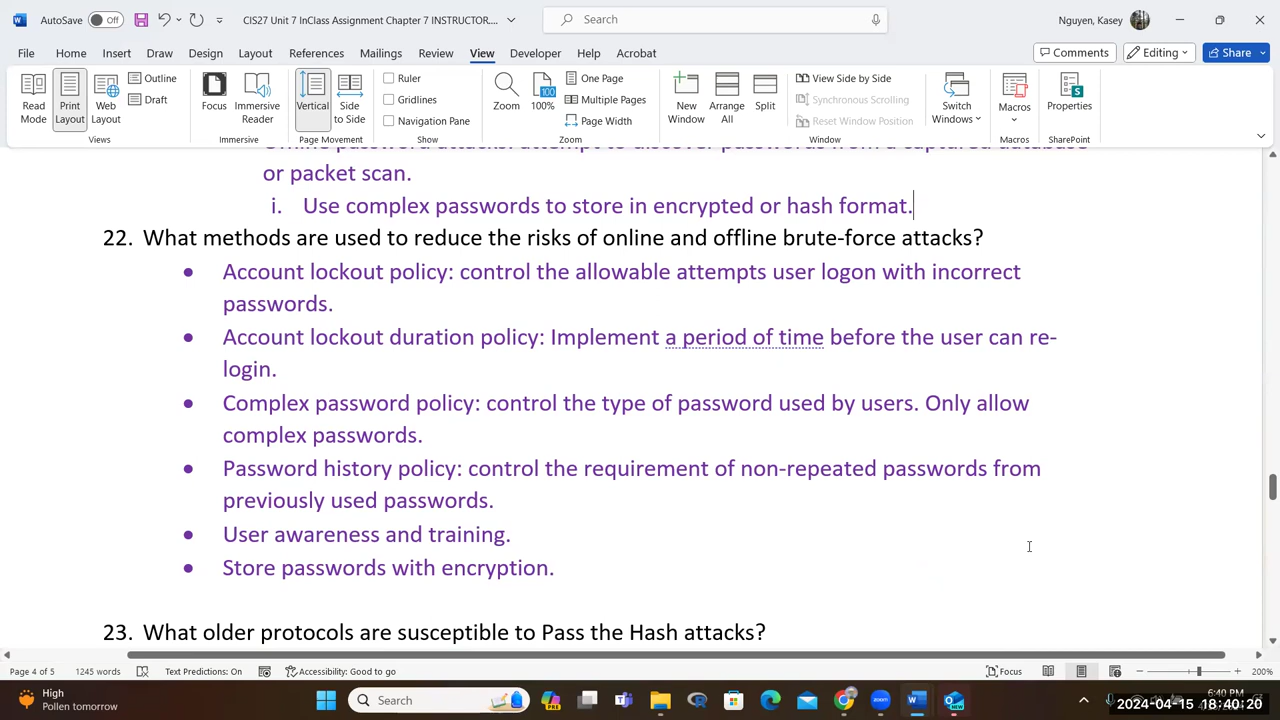 AutoSave Off CIS27 Unit 7 InClass Assignment Chapter 7 INSTRUCTOR.... Search Nguyen, Kasey
File Home Insert Draw Design Layout References Mailings Review View Developer Help Acrobat Comments Editing Share
Read Mode
Print Layout
Web Layout
Outline
Draft
Views
Focus
Immersive Reader
Immersive
Vertical
Side to Side
Page Movement
Ruler
Gridlines
Navigation Pane
Show
Zoom
100
100%
One Page
Multiple Pages
Page Width
Zoom
New Window
Arrange All
Split
View Side by Side
Synchronous Scrolling
Reset Window Position
Window
Switch Windows
Macros
Macros
Properties
SharePoint
or packet scan.
i. Use complex passwords to store in encrypted or hash format.
22. What methods are used to reduce the risks of online and offline brute-force attacks?
• Account lockout policy: control the allowable attempts user logon with incorrect
passwords.
• Account lockout duration policy: Implement a period of time before the user can re-
login.
• Complex password policy: control the type of password used by users. Only allow
complex passwords.
• Password history policy: control the requirement of non-repeated passwords from
previously used passwords.
• User awareness and training.
• Store passwords with encryption.
23. What older protocols are susceptible to Pass the Hash attacks?
Page 4 of 5 1245 words Text Predictions: On Accessibility: Good to go Focus 200%
High
Pollen tomorrow
Search
PRE
zoom
NEW
6:40 PM
2024-04-15 18:40:20